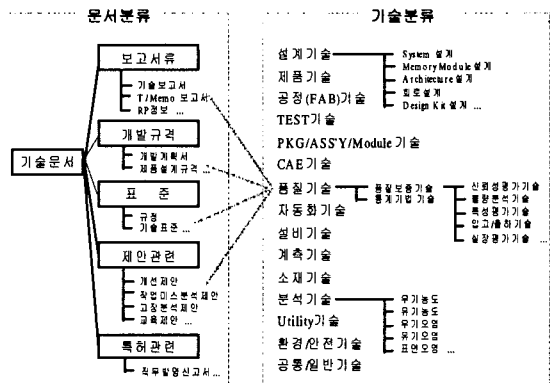 문서분류
기술문서
보고서류
기술보고서
T/Memo 보고서
RP정보 ...
개발규격
개발계획서
제품설계규격 ...
표 준
규정
기술표준 ...
제안관련
개선제안
작업미스분석제안
고장분석제안
교육제안 ...
특허관련
직무발명신고서...
기술분류
설계기술
System 설계
MemoryModule 설계
Architecture 설계
회로설계
Design Kit 설계 ...
제품기술
공정(FAB)기술
TEST기술
PKG/ASS'Y/Module 기술
CAE기술
품질기술
품질보증기술
통계기법 기술
신뢰성평가기술
불량분석기술
특성평가기술
입고/출하기술
실장평가기술 ...
자동화기술
설비기술
계측기술
소재기술
분석기술
무기농도
유기농도
무기오염
유기오염
표면오염 ...
Utility기술
환경/안전기술
공통/일반기술